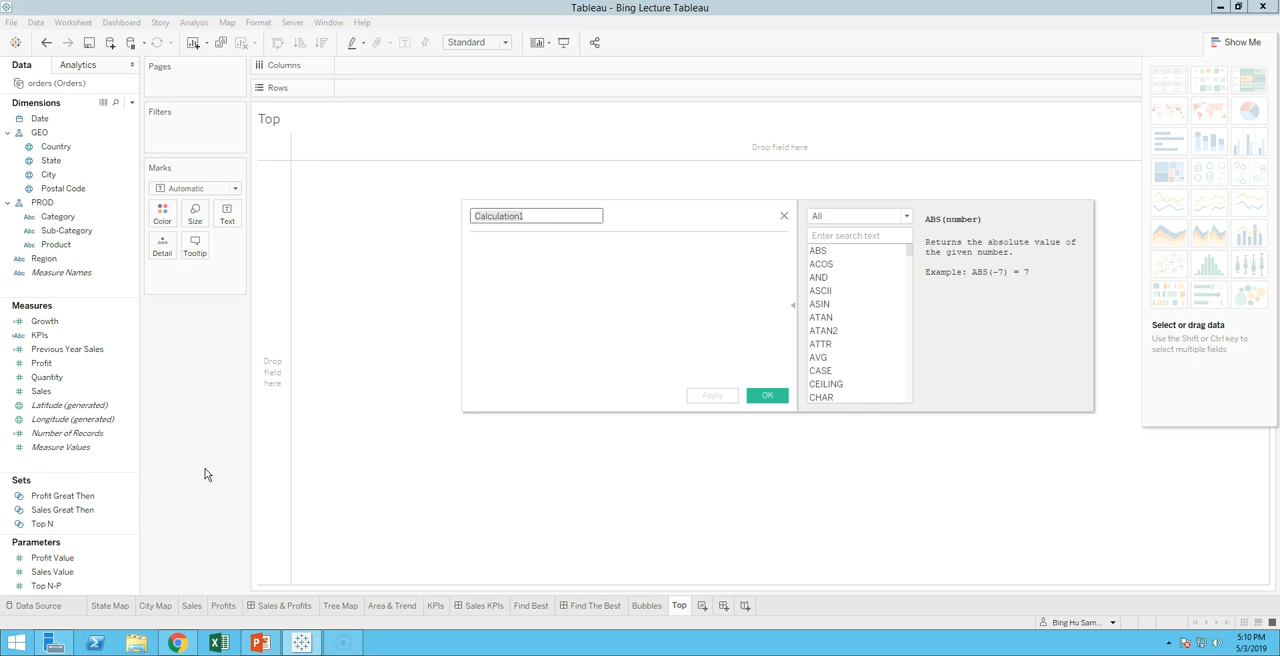 Tableau - Bing Lecture Tableau
File Data Worksheet Dashboard Story Analysis Map Format Server Window Help
Standard
Show Me
Data Analytics
Pages
Columns
orders (Orders)
Rows
Dimensions
Filters
Top
Date
GEO
Country
State
City
Postal Code
PROD
Category
Sub-Category
Product
Region
Measure Names
Marks
Automatic
Color Size Text
Detail Tooltip
Drop field here
Drop
field
here
Calculation1
Apply OK
All
Enter search text
ABS
ACOS
AND
ASCII
ASIN
ATAN
ATAN2
ATTR
AVG
CASE
CEILING
CHAR
ABS(number)
Returns the absolute value of
the given number.
Example: ABS(-7) = 7
Select or drag data
Use the Shift or Ctrl key to
select multiple fields
Measures
Growth
KPIs
Previous Year Sales
Profit
Quantity
Sales
Latitude (generated)
Longitude (generated)
Number of Records
Measure Values
Sets
Profit Great Then
Sales Great Then
Top N
Parameters
Profit Value
Sales Value
Top N-P
Data Source State Map City Map Sales Profits Sales & Profits Tree Map Area & Trend KPIs Sales KPIs Find Best Find The Best Bubbles Top
Bing Hu Sam...
5:10 PM
5/3/2019